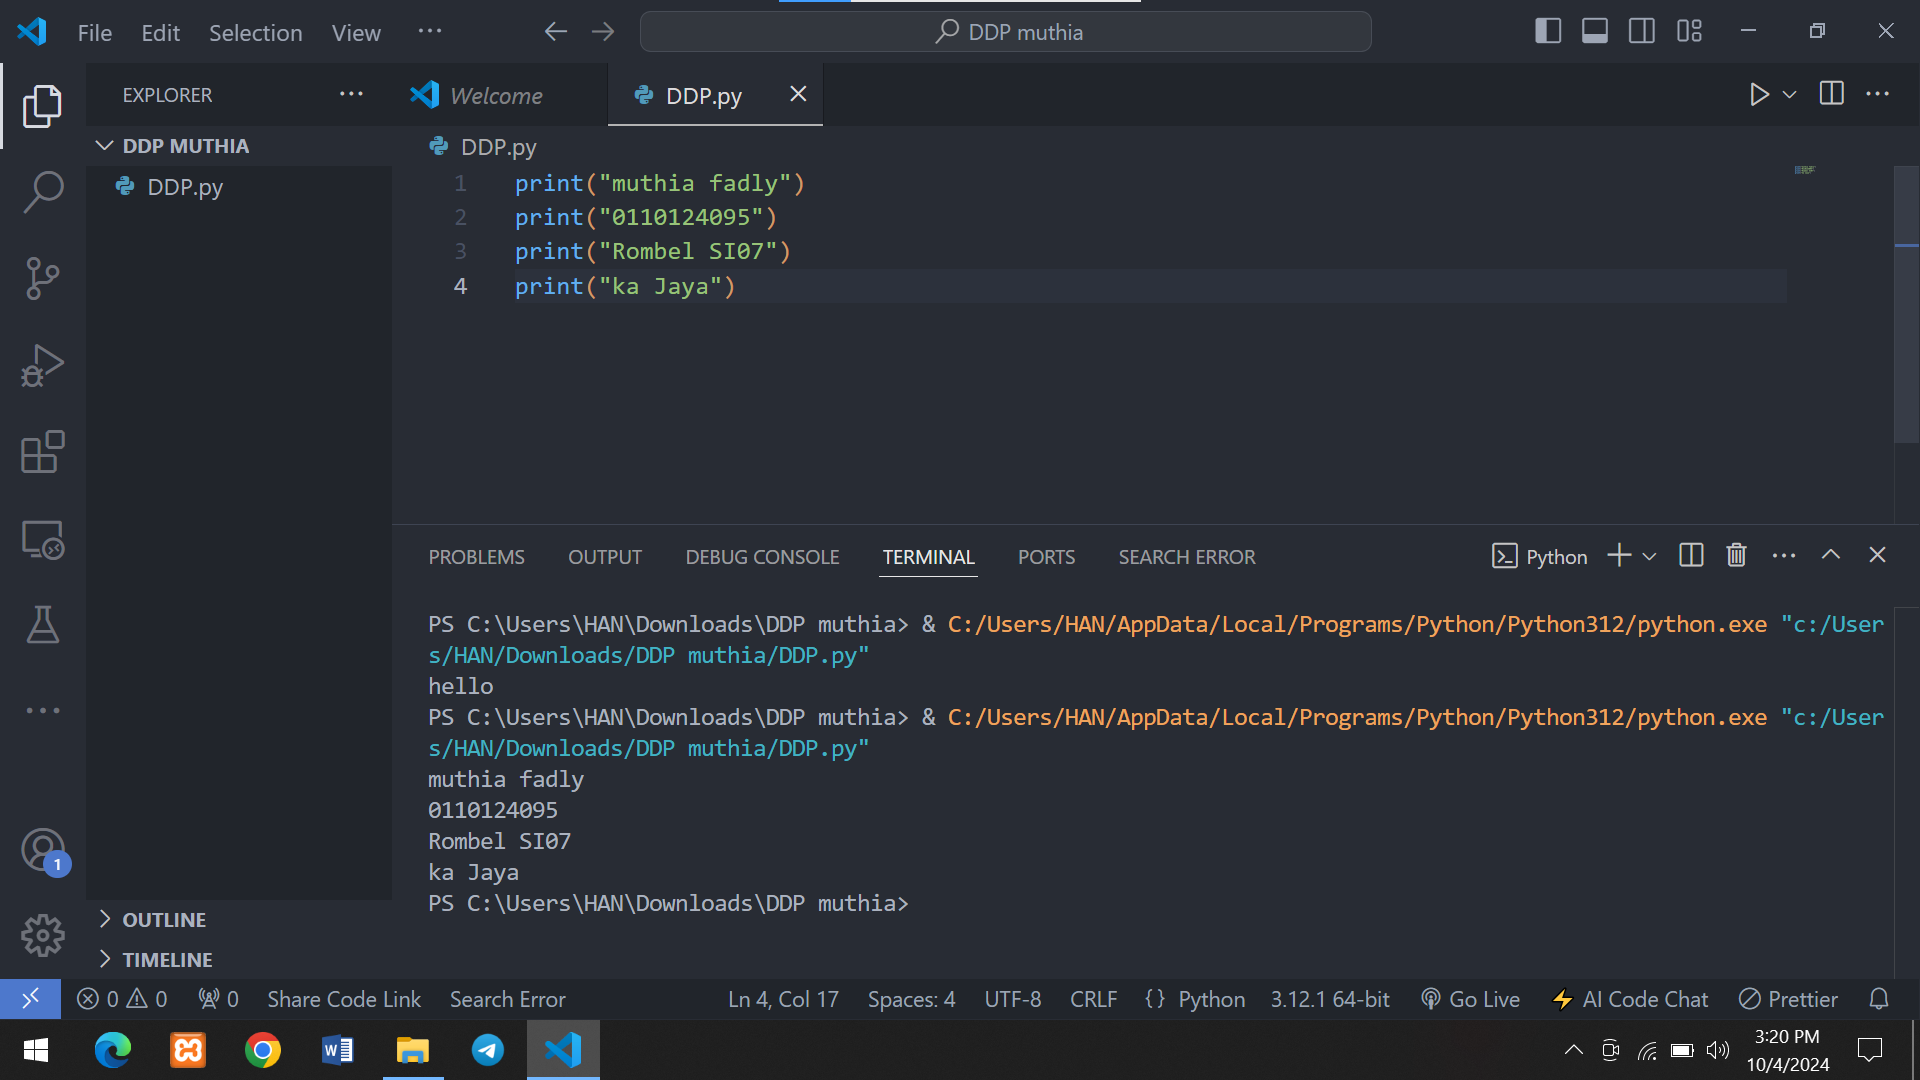 File Edit Selection View ···
DDP muthia
EXPLORER ···
Welcome
DDP.py
DDP MUTHIA
DDP.py
DDP.py
1 print("muthia fadly")
2 print("0110124095")
3 print("Rombel SI07")
4 print("ka Jaya")
PROBLEMS OUTPUT DEBUG CONSOLE TERMINAL PORTS SEARCH ERROR
Python
PS C:\Users\HAN\Downloads\DDP muthia> & C:/Users/HAN/AppData/Local/Programs/Python/Python312/python.exe "c:/User
s/HAN/Downloads/DDP muthia/DDP.py"
hello
PS C:\Users\HAN\Downloads\DDP muthia> & C:/Users/HAN/AppData/Local/Programs/Python/Python312/python.exe "c:/User
s/HAN/Downloads/DDP muthia/DDP.py"
muthia fadly
0110124095
Rombel SI07
ka Jaya
PS C:\Users\HAN\Downloads\DDP muthia>
1
OUTLINE
TIMELINE
0 0 0 Share Code Link Search Error Ln 4, Col 17 Spaces: 4 UTF-8 CRLF {} Python 3.12.1 64-bit Go Live AI Code Chat Prettier
3:20 PM
10/4/2024